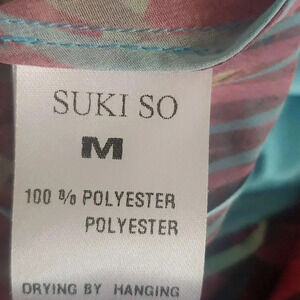 SUKI SO
M
100 % POLYESTER
POLYESTER
DRYING BY HANGING